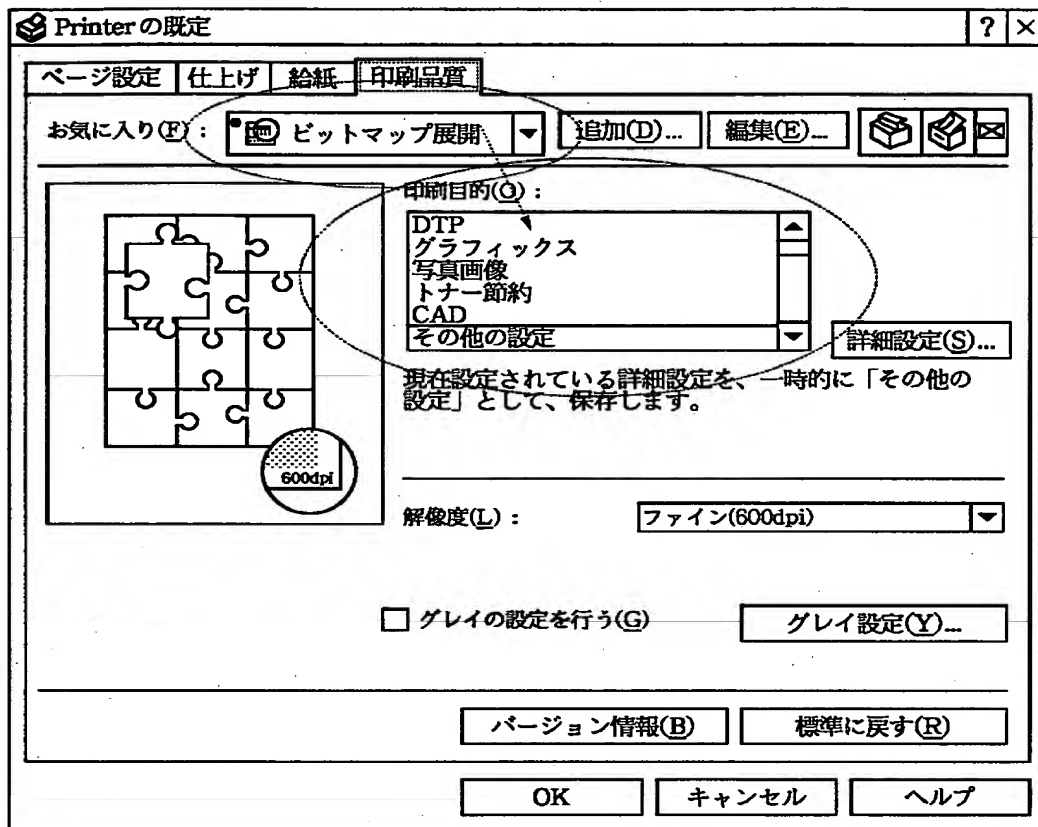 Printerの既定
? ×
ページ設定 仕上げ 給紙 印刷品質
お気に入り(F): ビットマップ展開 追加(D)... 編集(E)...
印刷目的(O):
DTP
グラフィックス
写真画像
トナー節約
CAD
その他の設定
詳細設定(S)...
現在設定されている詳細設定を、一時的に「その他の
設定」として、保存します。
600dpi
解像度(L): ファイン(600dpi)
グレイの設定を行う(G) グレイ設定(Y)...
バージョン情報(B) 標準に戻す(R)
OK キャンセル ヘルプ